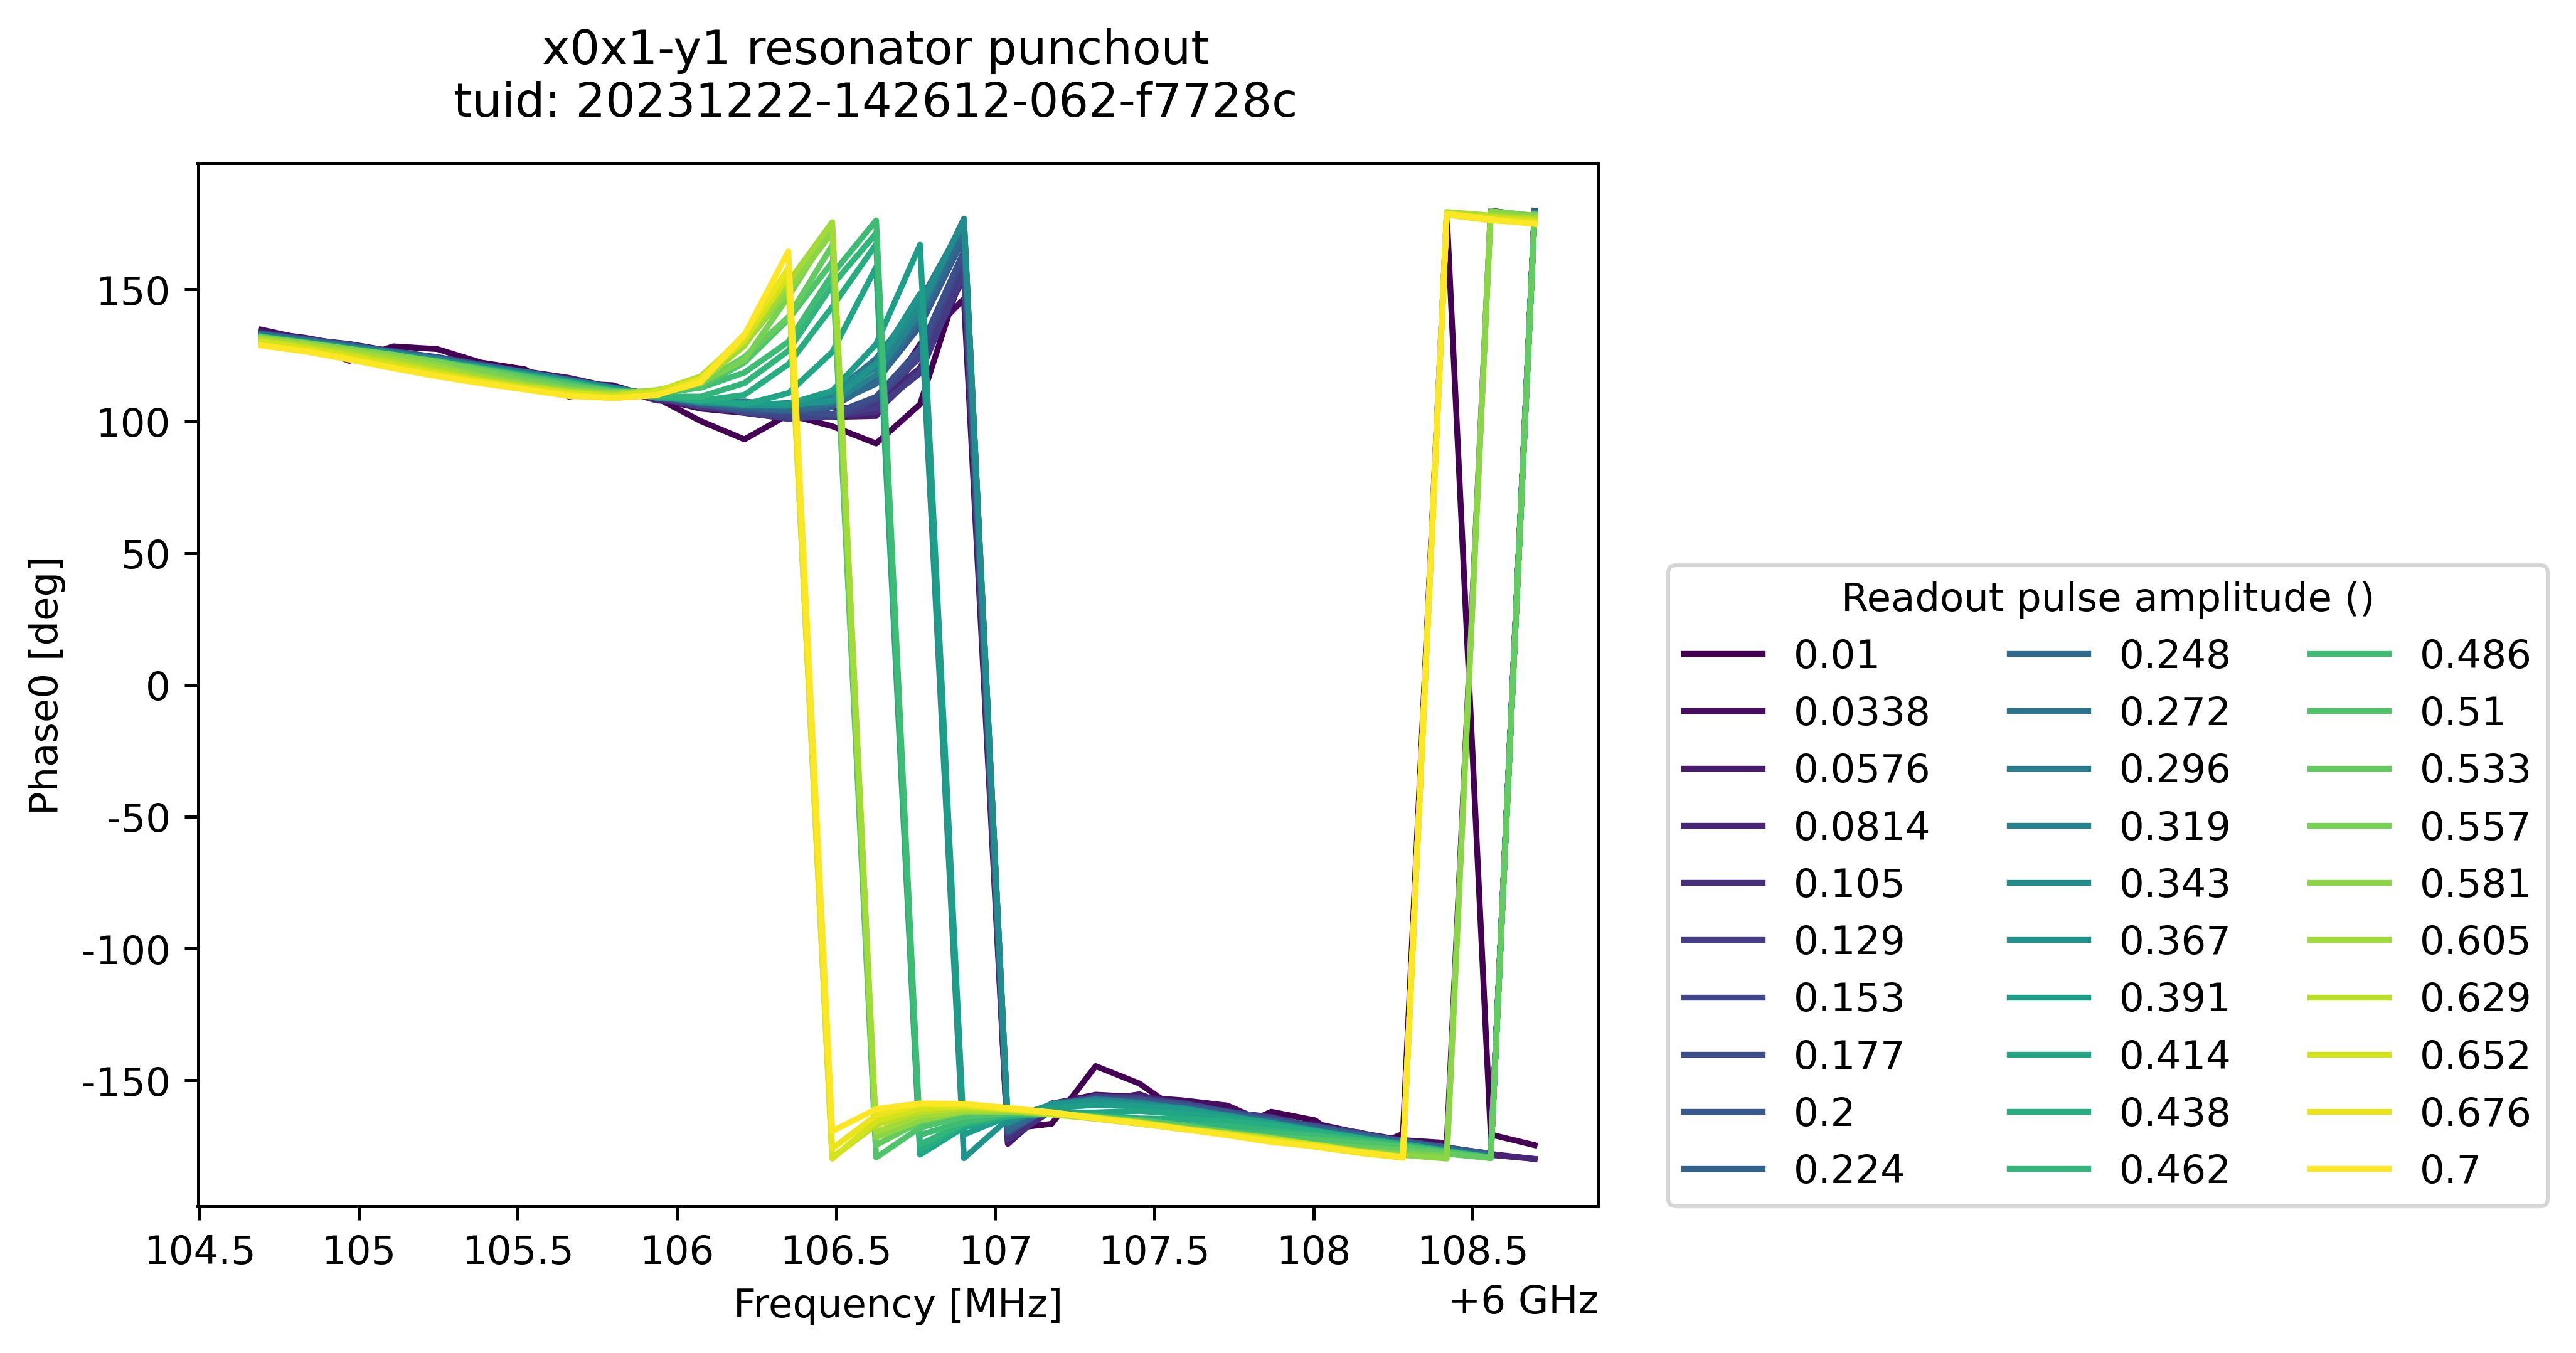 x0x1-y1 resonator punchout
tuid: 20231222-142612-062-f7728c
Phase0 [deg]
150
100
50
0
-50
-100
-150
104.5 105 105.5 106 106.5 107 107.5 108 108.5
Frequency [MHz]
+6 GHz
Readout pulse amplitude ()
0.01 0.248 0.486
0.0338 0.272 0.51
0.0576 0.296 0.533
0.0814 0.319 0.557
0.105 0.343 0.581
0.129 0.367 0.605
0.153 0.391 0.629
0.177 0.414 0.652
0.2 0.438 0.676
0.224 0.462 0.7